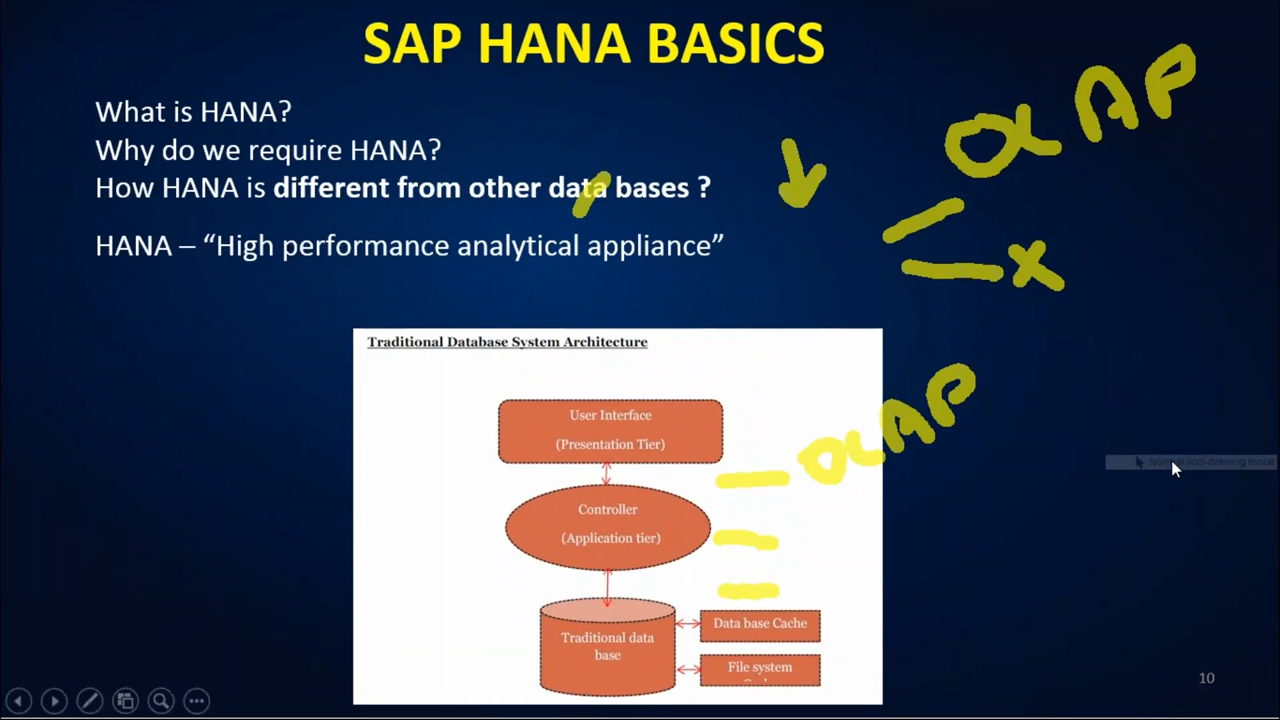 SAP HANA BASICS
What is HANA?
Why do we require HANA?
How HANA is different from other data bases ?
HANA – “High performance analytical appliance”
OLAP
X
Traditional Database System Architecture
User Interface
(Presentation Tier)
OLAP
Controller
(Application tier)
Traditional data
base
Data base Cache
File system
10